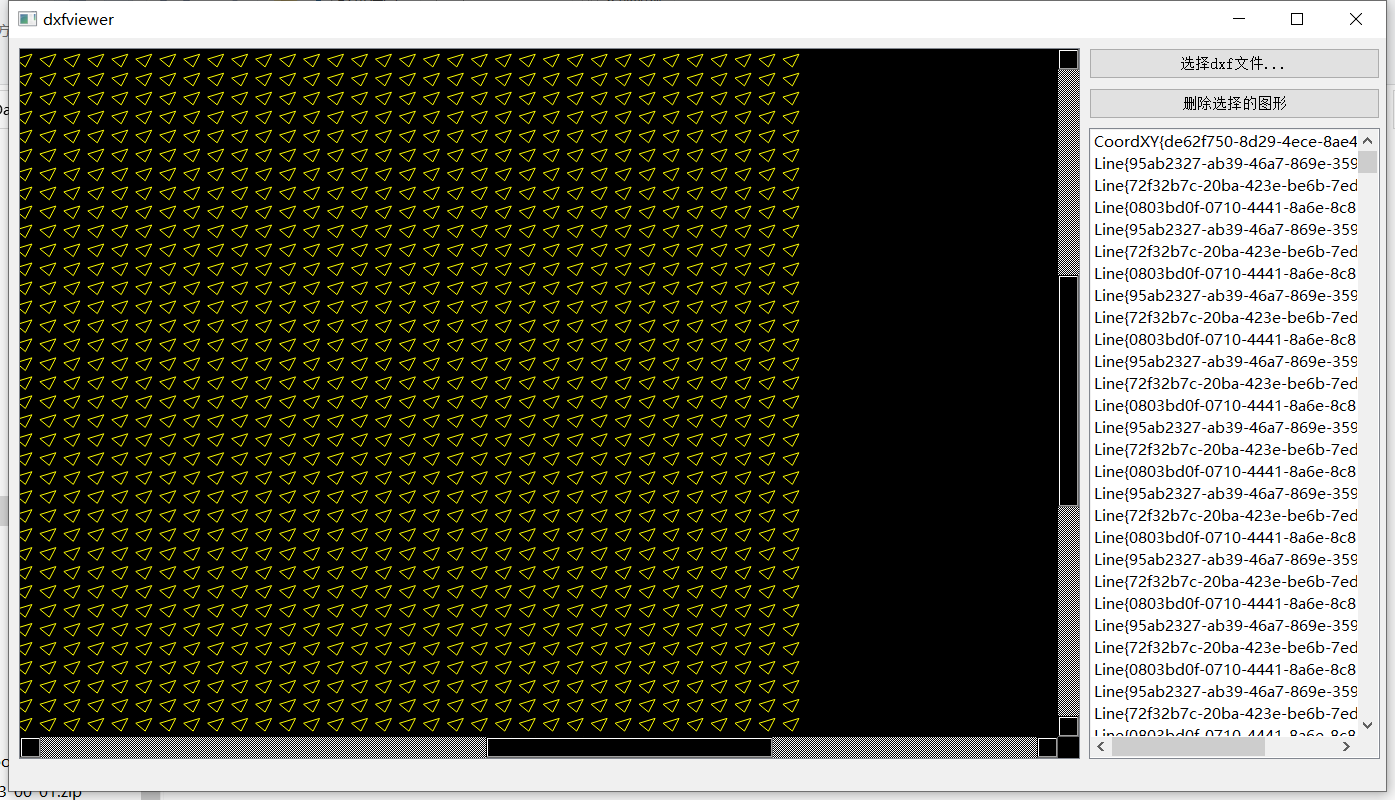 dxfviewer
选择dxf文件...
删除选择的图形
CoordXY{de62f750-8d29-4ece-8ae4
Line{95ab2327-ab39-46a7-869e-359
Line{72f32b7c-20ba-423e-be6b-7ed
Line{0803bd0f-0710-4441-8a6e-8c8
Line{95ab2327-ab39-46a7-869e-359
Line{72f32b7c-20ba-423e-be6b-7ed
Line{0803bd0f-0710-4441-8a6e-8c8
Line{95ab2327-ab39-46a7-869e-359
Line{72f32b7c-20ba-423e-be6b-7ed
Line{0803bd0f-0710-4441-8a6e-8c8
Line{95ab2327-ab39-46a7-869e-359
Line{72f32b7c-20ba-423e-be6b-7ed
Line{0803bd0f-0710-4441-8a6e-8c8
Line{95ab2327-ab39-46a7-869e-359
Line{72f32b7c-20ba-423e-be6b-7ed
Line{0803bd0f-0710-4441-8a6e-8c8
Line{95ab2327-ab39-46a7-869e-359
Line{72f32b7c-20ba-423e-be6b-7ed
Line{0803bd0f-0710-4441-8a6e-8c8
Line{95ab2327-ab39-46a7-869e-359
Line{72f32b7c-20ba-423e-be6b-7ed
Line{0803bd0f-0710-4441-8a6e-8c8
Line{95ab2327-ab39-46a7-869e-359
Line{72f32b7c-20ba-423e-be6b-7ed
Line{0803bd0f-0710-4441-8a6e-8c8
Line{95ab2327-ab39-46a7-869e-359
Line{72f32b7c-20ba-423e-be6b-7ed
Line{0803bd0f-0710-4441-8a6e-8c8